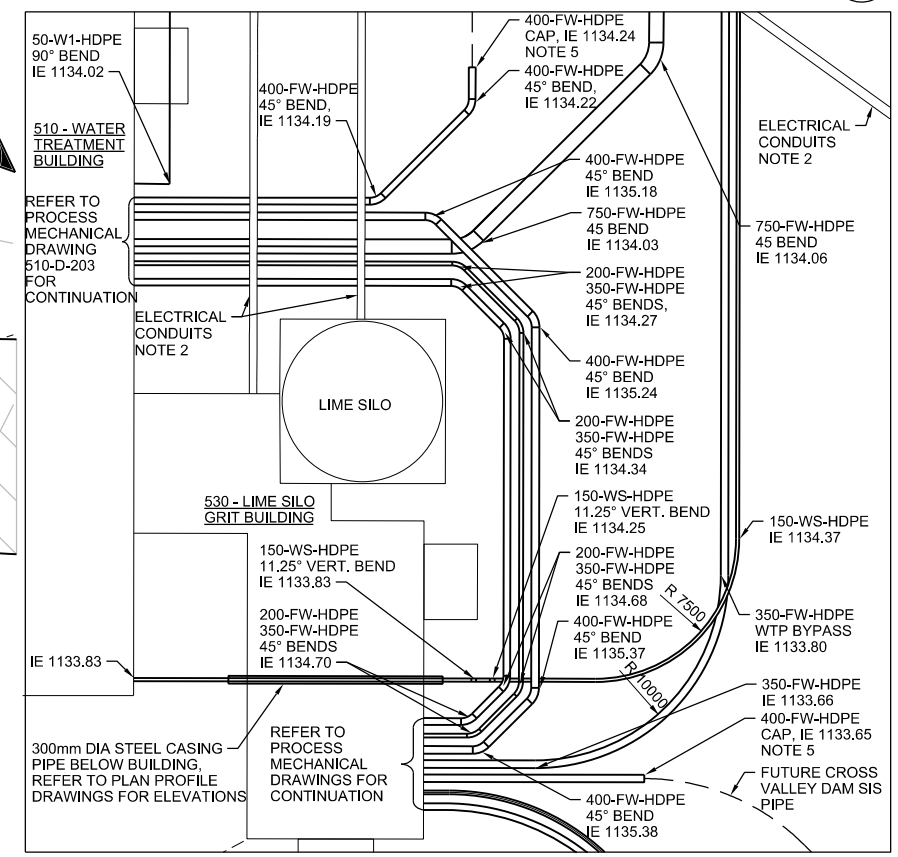 50-W1-HDPE
90° BEND
IE 1134.02
510 - WATER
TREATMENT
BUILDING
REFER TO
PROCESS
MECHANICAL
DRAWING
510-D-203
FOR
CONTINUATION
400-FW-HDPE
45° BEND,
IE 1134.19
400-FW-HDPE
CAP, IE 1134.24
NOTE 5
400-FW-HDPE
45° BEND,
IE 1134.22
ELECTRICAL
CONDUITS
NOTE 2
400-FW-HDPE
45° BEND
IE 1135.18
750-FW-HDPE
45 BEND
IE 1134.03
750-FW-HDPE
45 BEND
IE 1134.06
200-FW-HDPE
350-FW-HDPE
45° BENDS,
IE 1134.27
ELECTRICAL
CONDUITS
NOTE 2
LIME SILO
400-FW-HDPE
45° BEND
IE 1135.24
200-FW-HDPE
350-FW-HDPE
45° BENDS
IE 1134.34
530 - LIME SILO
GRIT BUILDING
150-WS-HDPE
11.25° VERT. BEND
IE 1134.25
150-WS-HDPE
IE 1134.37
150-WS-HDPE
11.25° VERT. BEND
IE 1133.83
200-FW-HDPE
350-FW-HDPE
45° BENDS
IE 1134.68
R 7500
200-FW-HDPE
350-FW-HDPE
45° BENDS
IE 1134.70
400-FW-HDPE
45° BEND
IE 1135.37
350-FW-HDPE
WTP BYPASS
IE 1133.80
IE 1133.83
R 10000
350-FW-HDPE
IE 1133.66
400-FW-HDPE
CAP, IE 1133.65
NOTE 5
300mm DIA STEEL CASING
PIPE BELOW BUILDING,
REFER TO PLAN PROFILE
DRAWINGS FOR ELEVATIONS
REFER TO
PROCESS
MECHANICAL
DRAWINGS FOR
CONTINUATION
FUTURE CROSS
VALLEY DAM SIS
PIPE
400-FW-HDPE
45° BEND
IE 1135.38